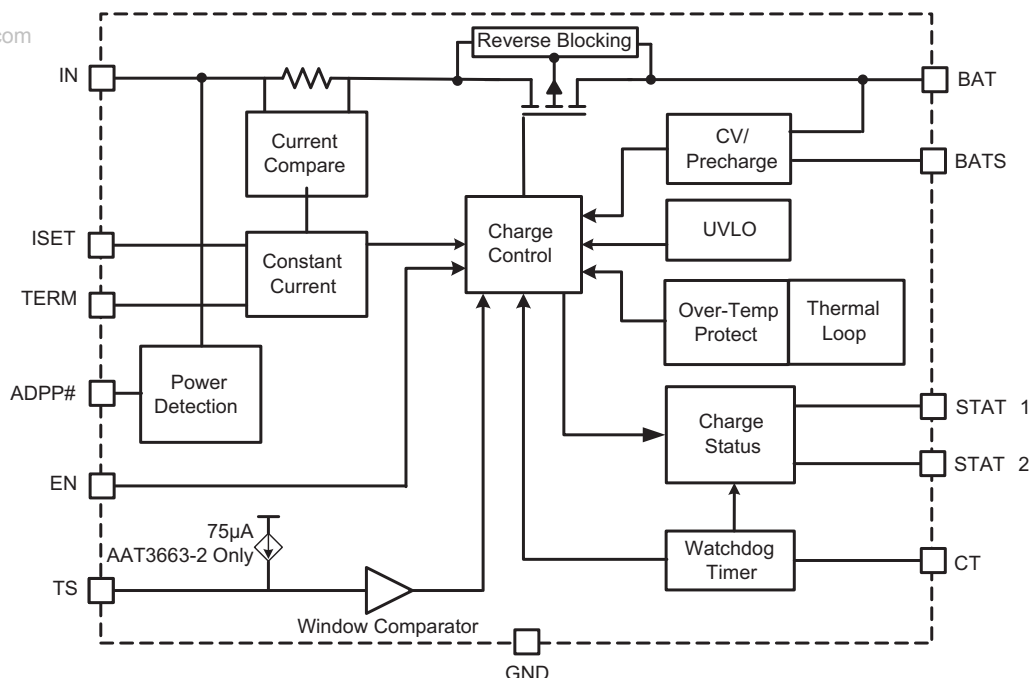 com
Reverse Blocking
IN
BAT
Current
Compare
CV/
Precharge
BATS
ISET
Constant
Current
Charge
Control
UVLO
TERM
Over-Temp
Protect
Thermal
Loop
ADPP#
Power
Detection
Charge
Status
STAT 1
STAT 2
EN
75µA
AAT3663-2 Only
Watchdog
Timer
CT
TS
Window Comparator
GND